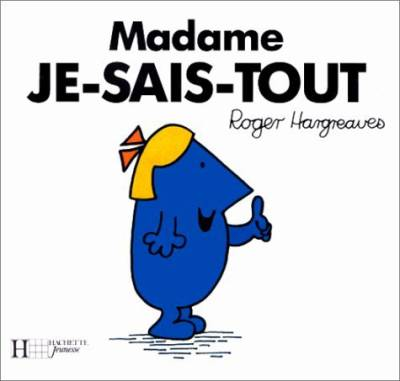 Madame
JE-SAIS-TOUT
Roger Hargreaves
H HACHETTE
Jeunesse